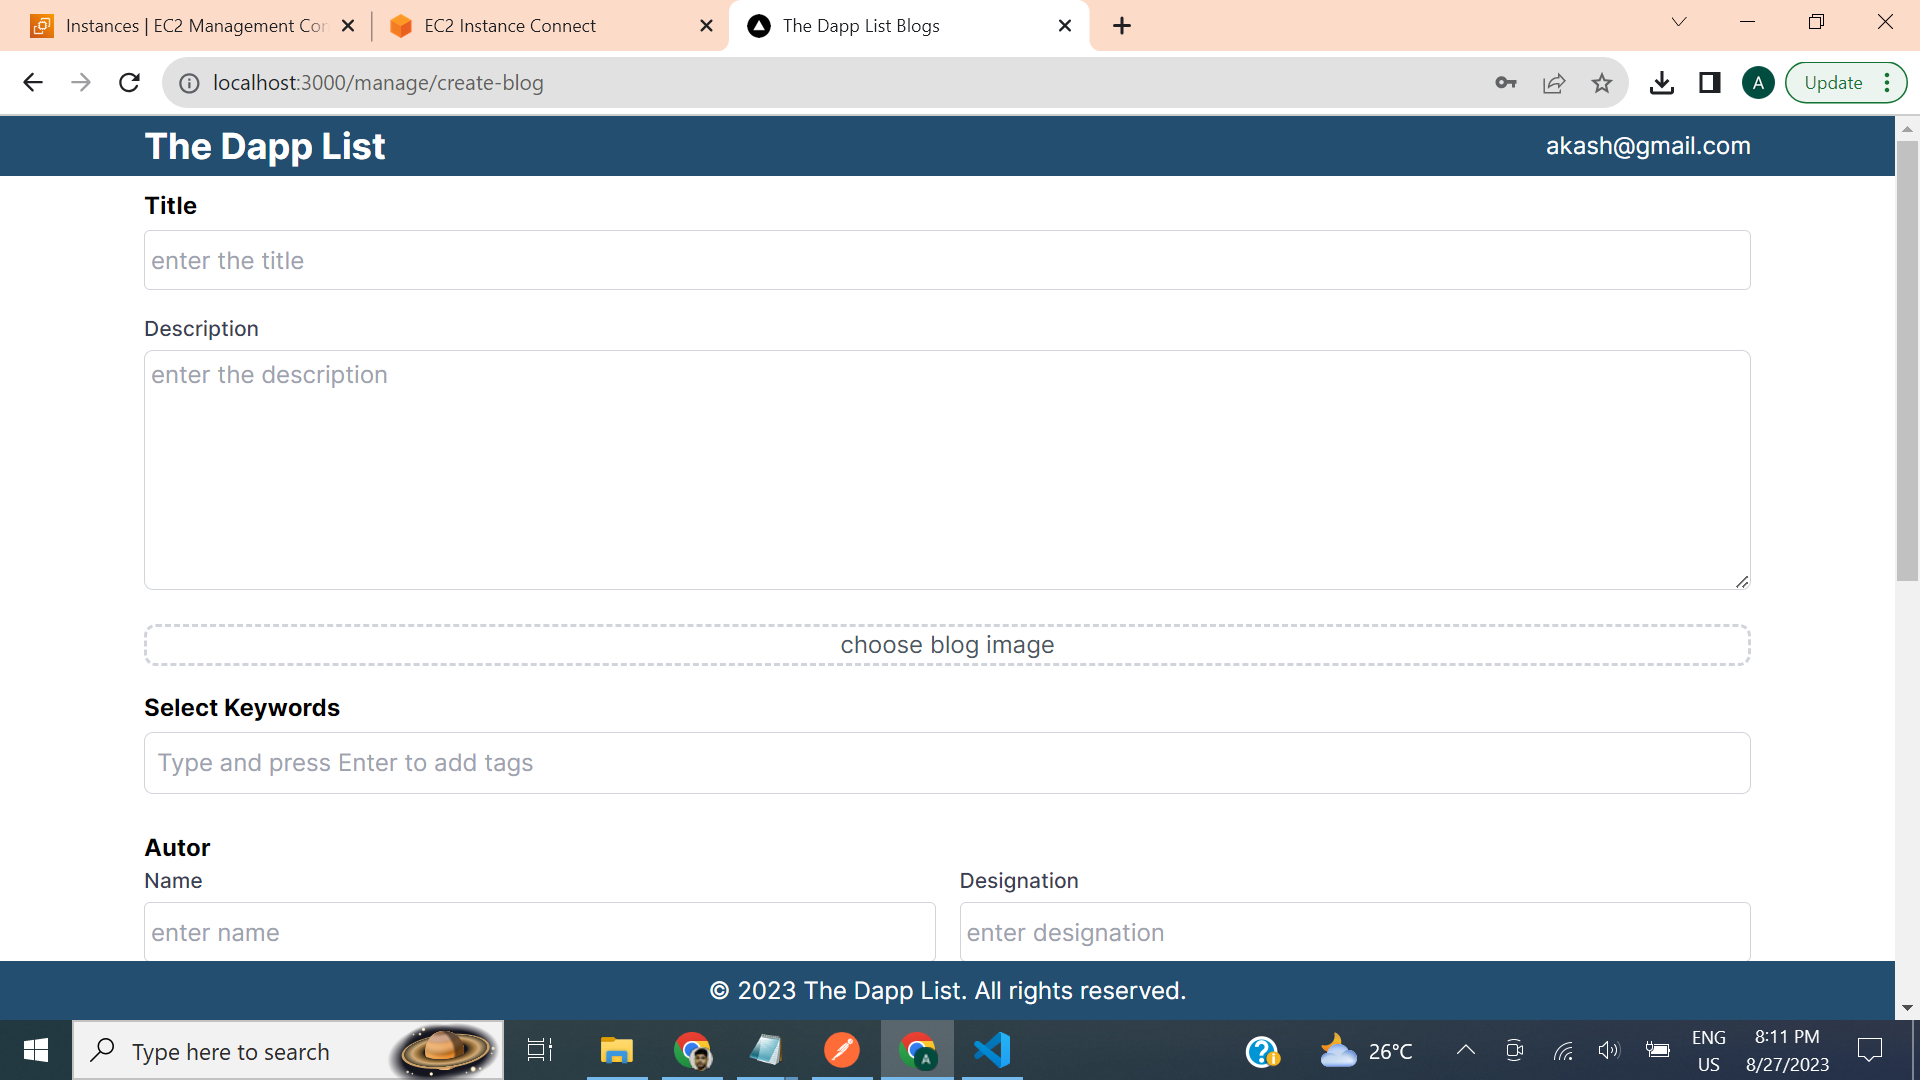 Instances | EC2 Management Con
EC2 Instance Connect
The Dapp List Blogs
localhost:3000/manage/create-blog
A
Update
The Dapp List
akash@gmail.com
Title
enter the title
Description
enter the description
choose blog image
Select Keywords
Type and press Enter to add tags
Autor
Name
Designation
enter name
enter designation
© 2023 The Dapp List. All rights reserved.
Type here to search
A
26°C
ENG
US
8:11 PM
8/27/2023